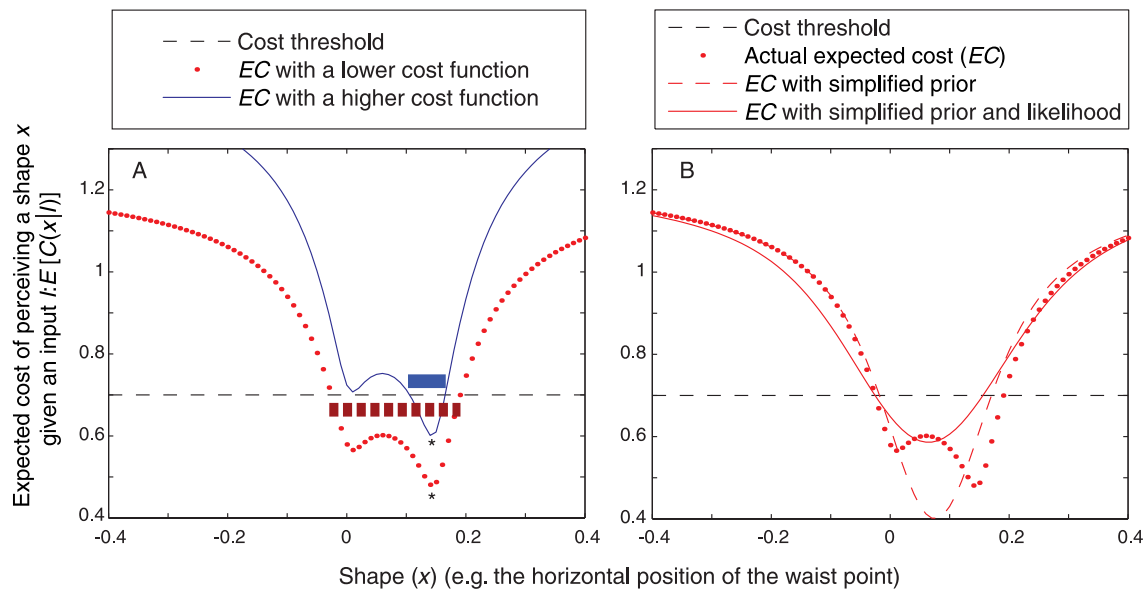 Cost threshold
EC with a lower cost function
EC with a higher cost function
Cost threshold
Actual expected cost (EC)
EC with simplified prior
EC with simplified prior and likelihood
Expected cost of perceiving a shape x
given an input I:E [C(x|I)]
A
1.2
1
0.8
0.6
0.4
*
*
-0.4
-0.2
0
0.2
0.4
B
1.2
1
0.8
0.6
0.4
-0.4
-0.2
0
0.2
0.4
Shape (x) (e.g. the horizontal position of the waist point)